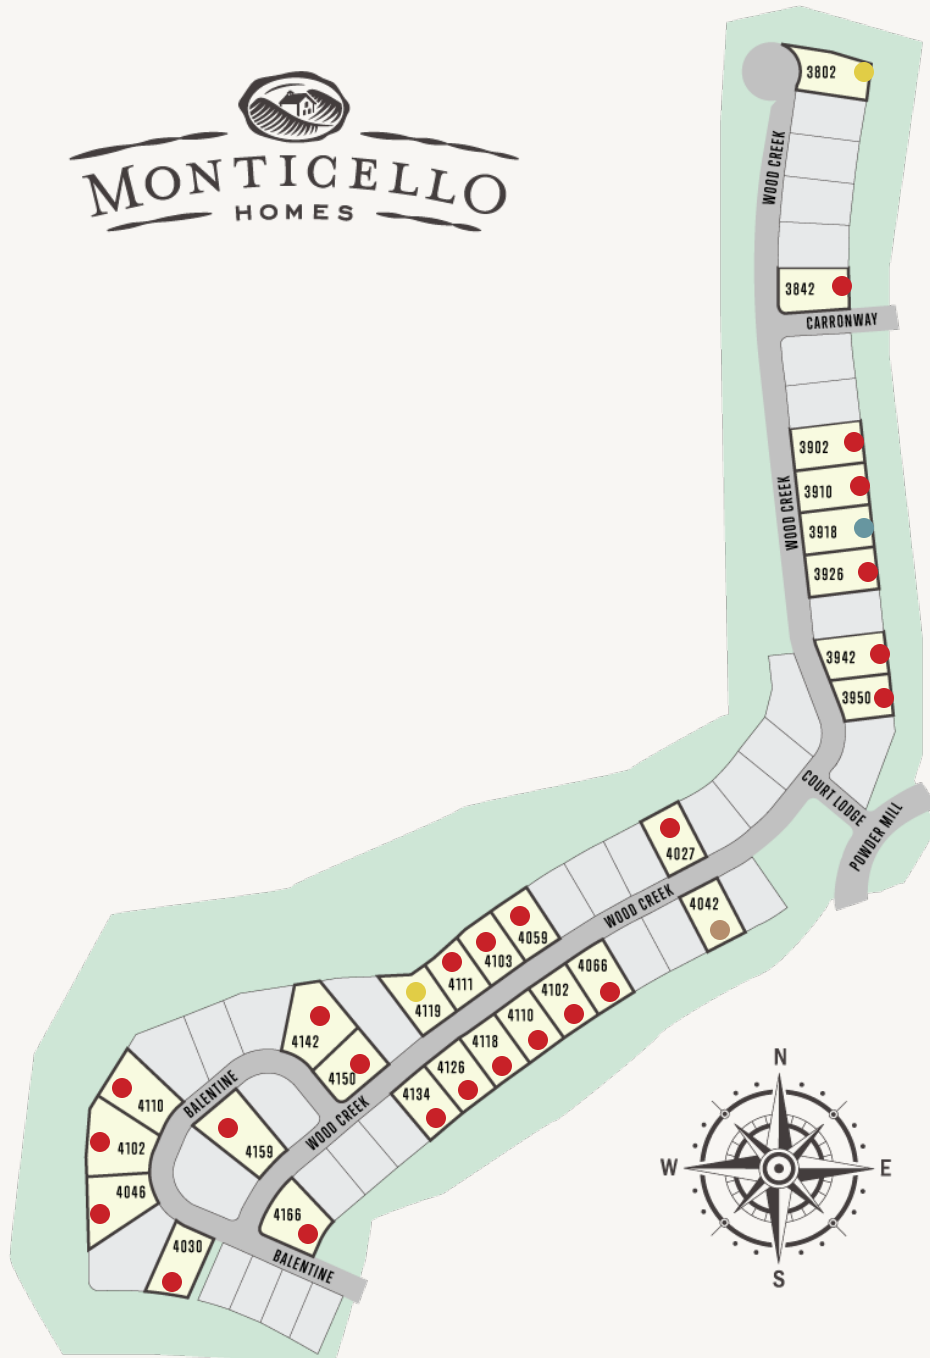 MONTICELLO
HOMES
3802
WOOD CREEK
3842
CARRONWAY
3902
3910
WOOD CREEK
3918
3926
3942
3950
COURT LODGE
POWDER MILL
4027
4042
WOOD CREEK
4059
4103
4111
4119
4066
4102
4110
4118
4126
4134
4142
4150
WOOD CREEK
BALENTINE
4110
4102
4159
4046
4166
4030
BALENTINE
N
W
E
S